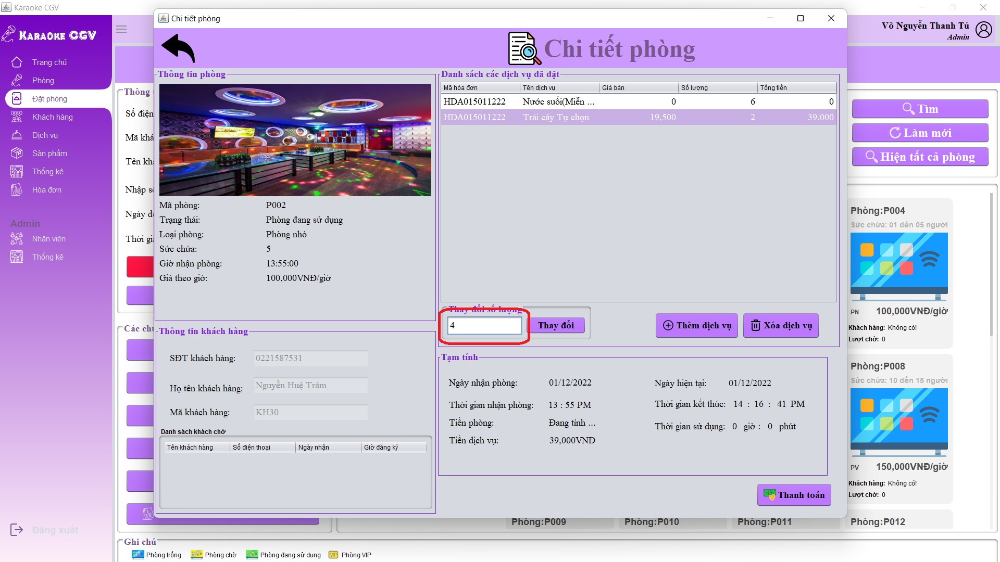 Karaoke CGV
KARAOKE CGV
Trang chủ
Phòng
Đặt phòng
Khách hàng
Dịch vụ
Sản phẩm
Thống kê
Hóa đơn
Admin
Nhân viên
Thống kê
Đăng xuất
Võ Nguyễn Thanh Tú
Admin
Thông
Số điện
Mã khá
Tên khá
Nhập số
Ngày đ
Thời gi
Các ch
Chi tiết phòng
Chi tiết phòng
Thông tin phòng
Mã phòng: P002
Trạng thái: Phòng đang sử dụng
Loại phòng: Phòng nhỏ
Sức chứa: 5
Giờ nhận phòng: 13:55:00
Giá theo giờ: 100,000VNĐ/giờ
Thông tin khách hàng
SĐT khách hàng: 0221587531
Họ tên khách hàng: Nguyễn Huệ Trâm
Mã khách hàng: KH30
Danh sách khách chờ
Tên khách hàng Số điện thoại Ngày nhận Giờ đăng ký
Danh sách các dịch vụ đã đặt
Mã hóa đơn Tên dịch vụ Giá bán Số lượng Tổng tiền
HDA015011222 Nước suối(Miễn ... 0 6 0
HDA015011222 Trái cây Tự chọn 19,500 2 39,000
Thay đổi số lượng
4 Thay đổi Thêm dịch vụ Xóa dịch vụ
Tạm tính
Ngày nhận phòng: 01/12/2022 Ngày hiện tại: 01/12/2022
Thời gian nhận phòng: 13 : 55 PM Thời gian kết thúc: 14 : 16 : 41 PM
Tiền phòng: Đang tính ... Thời gian sử dụng: 0 giờ : 0 phút
Tiền dịch vụ: 39,000VNĐ
Thanh toán
Tìm
Làm mới
Hiện tất cả phòng
Phòng:P004
Sức chứa: 01 đến 05 người
PN 100,000VNĐ/giờ
Khách hàng: Không có!
Lượt chờ: 0
Phòng:P008
Sức chứa: 10 đến 15 người
PV 150,000VNĐ/giờ
Khách hàng: Không có!
Lượt chờ: 0
Phòng:P009 Phòng:P010 Phòng:P011 Phòng:P012
Ghi chú
Phòng trống Phòng chờ Phòng đang sử dụng VIP Phòng VIP